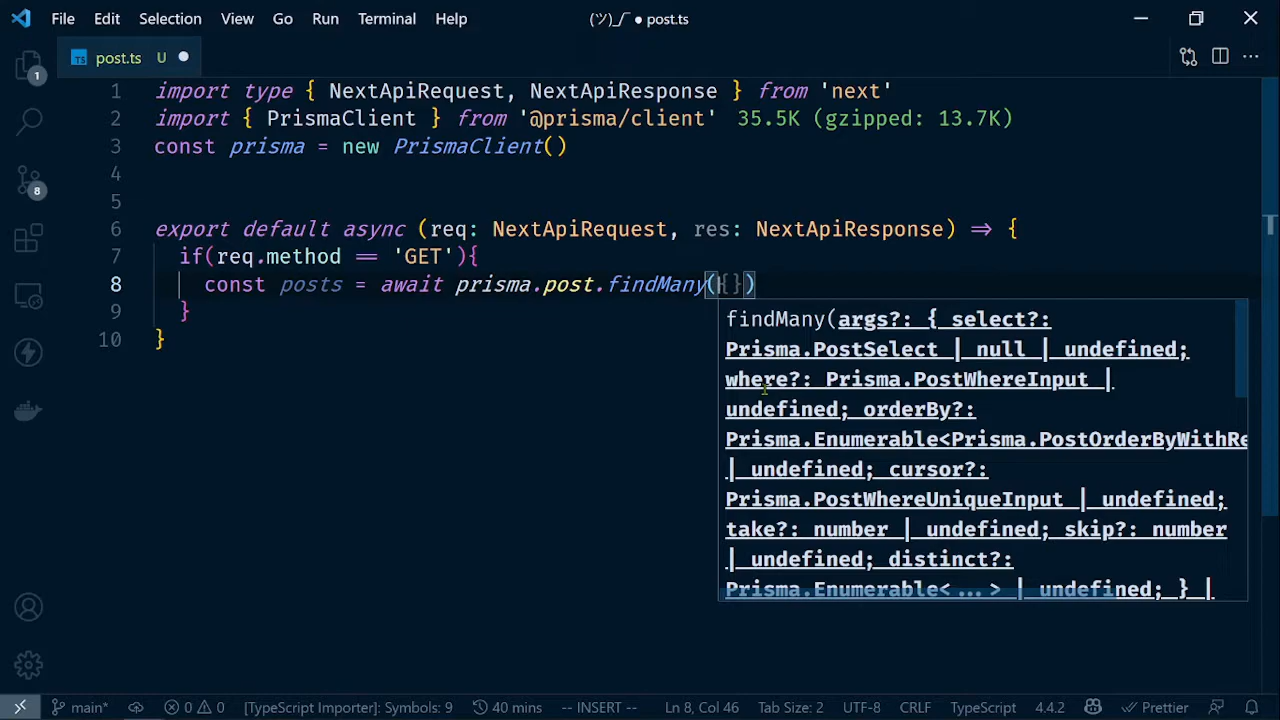 File Edit Selection View Go Run Terminal Help (ツ)_/¯ ● post.ts
TS post.ts U
1 import type { NextApiRequest, NextApiResponse } from 'next'
2 import { PrismaClient } from '@prisma/client' 35.5K (gzipped: 13.7K)
3 const prisma = new PrismaClient()
4
5
6 export default async (req: NextApiRequest, res: NextApiResponse) => {
7 if(req.method == 'GET'){
8 const posts = await prisma.post.findMany({})
9 }
10 }
findMany(args?: { select?:
Prisma.PostSelect | null | undefined;
where?: Prisma.PostWhereInput |
undefined; orderBy?:
Prisma.Enumerable<Prisma.PostOrderByWithRe
| undefined; cursor?:
Prisma.PostWhereUniqueInput | undefined;
take?: number | undefined; skip?: number
| undefined; distinct?:
Prisma.Enumerable<...> | undefined; } |
1
8
main* 0 0 [TypeScript Importer]: Symbols: 9 40 mins -- INSERT -- Ln 8, Col 46 Tab Size: 2 UTF-8 CRLF TypeScript 4.4.2 Prettier